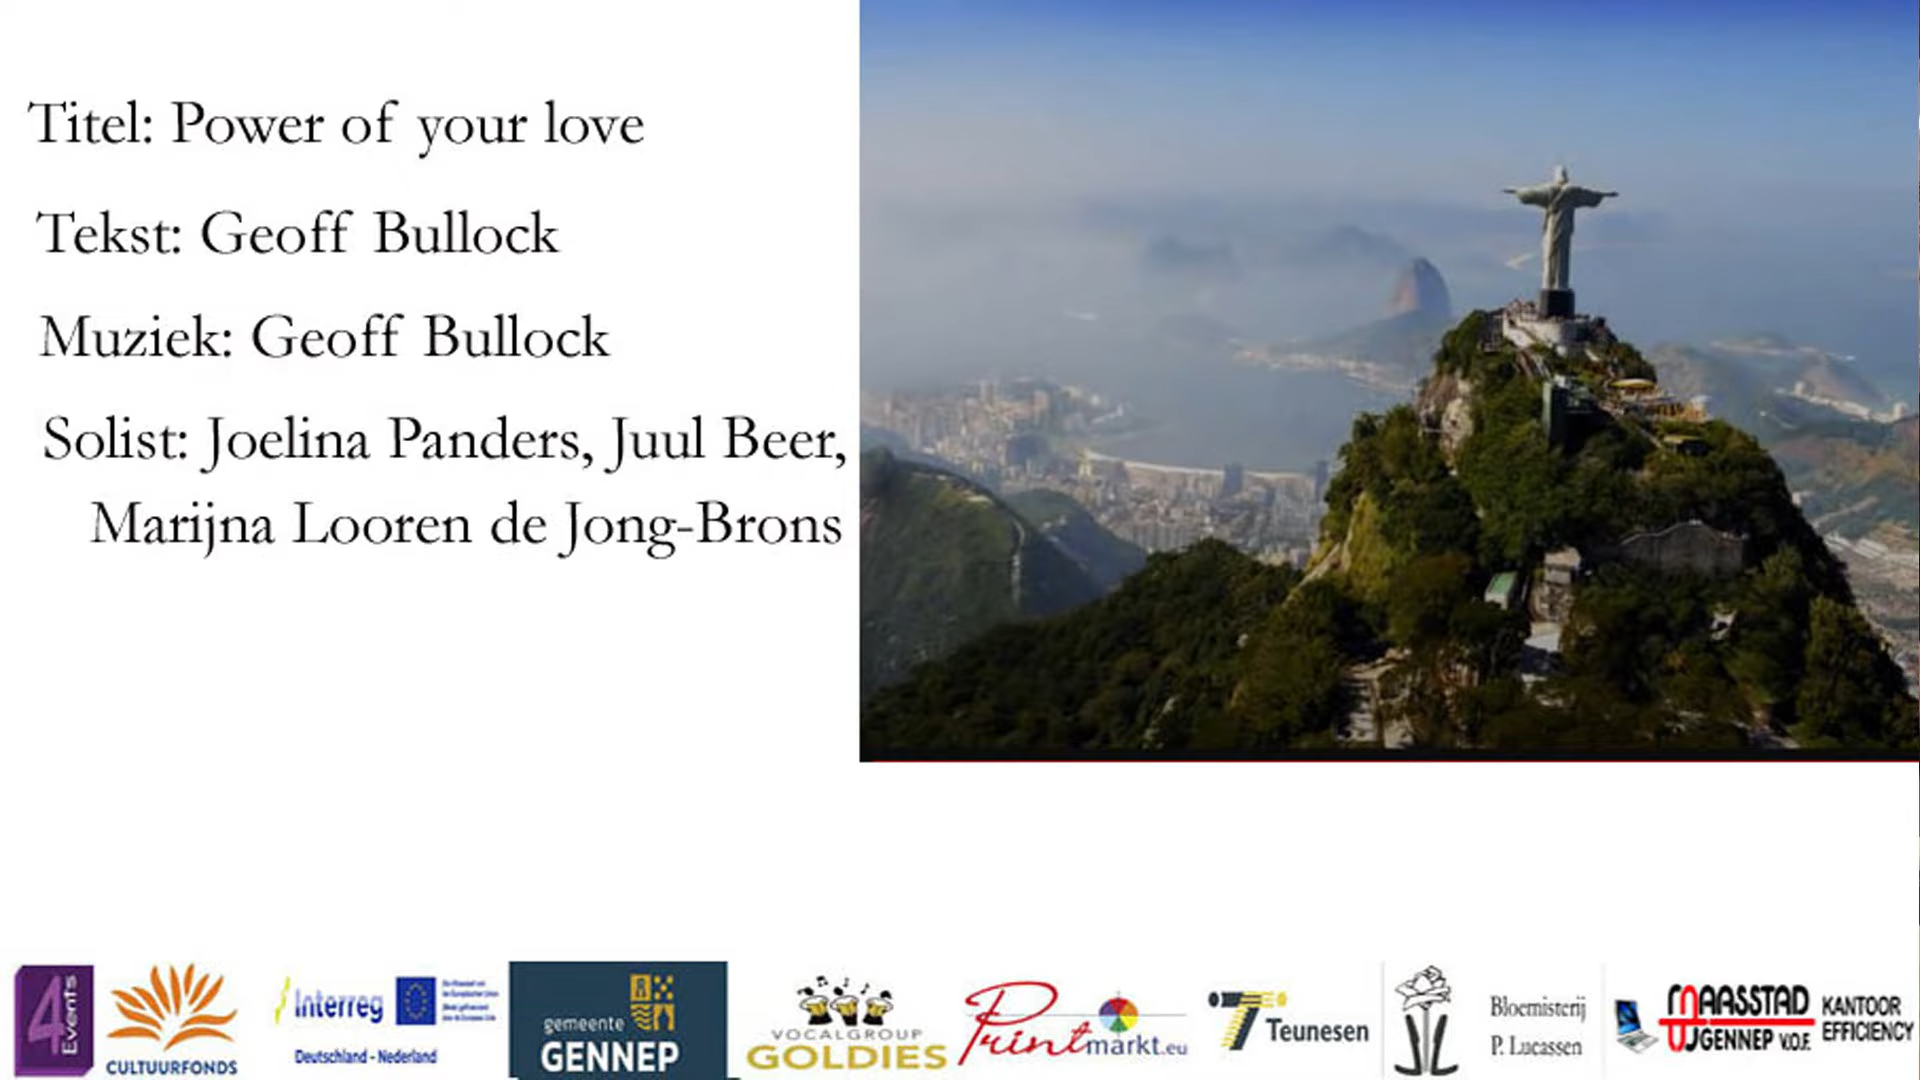 Titel: Power of your love
Tekst: Geoff Bullock
Muziek: Geoff Bullock
Solist: Joelina Panders, Juul Beer,
Marijna Looren de Jong-Brons
4Events
CULTUURFONDS
Interreg
Deutschland - Nederland
gemeente
GENNEP
VOCALGROUP
GOLDIES
Printmarkt.eu
Teunesen
Bloemisterij
P. Lucassen
MAASSTAD
GENNEP V.O.F.
KANTOOR
EFFICIENCY